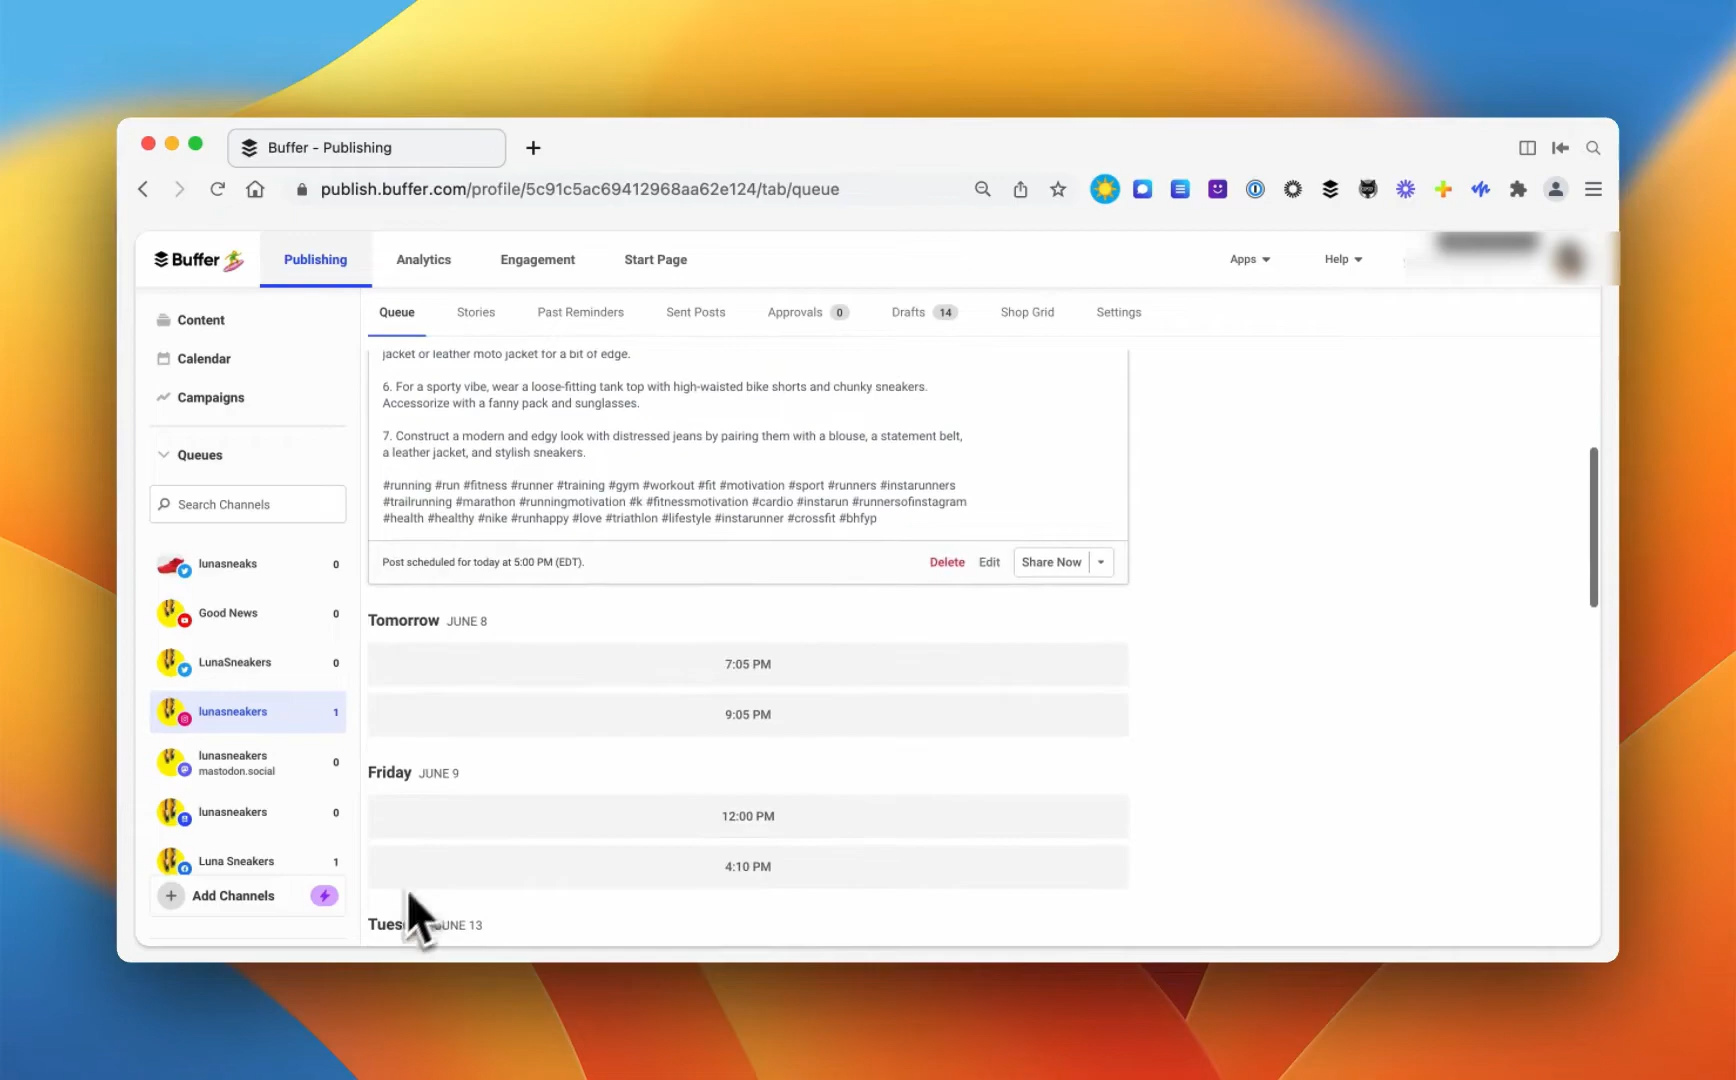 Buffer - Publishing
publish.buffer.com/profile/5c91c5ac69412968aa62e124/tab/queue
Buffer
Publishing
Analytics
Engagement
Start Page
Apps
Help
Content
Calendar
Campaigns
Queues
Search Channels
lunasneaks 0
Good News 0
LunaSneakers 0
lunasneakers 1
lunasneakers 0
mastodon.social
lunasneakers 0
Luna Sneakers 1
Add Channels
Queue
Stories
Past Reminders
Sent Posts
Approvals 0
Drafts 14
Shop Grid
Settings
jacket or leather moto jacket for a bit of edge.
6. For a sporty vibe, wear a loose-fitting tank top with high-waisted bike shorts and chunky sneakers.
Accessorize with a fanny pack and sunglasses.
7. Construct a modern and edgy look with distressed jeans by pairing them with a blouse, a statement belt,
a leather jacket, and stylish sneakers.
#running #run #fitness #runner #training #gym #workout #fit #motivation #sport #runners #instarunners
#trailrunning #marathon #runningmotivation #k #fitnessmotivation #cardio #instarun #runnersofinstagram
#health #healthy #nike #runhappy #love #triathlon #lifestyle #instarunner #crossfit #bhfyp
Post scheduled for today at 5:00 PM (EDT).
Delete
Edit
Share Now
Tomorrow JUNE 8
7:05 PM
9:05 PM
Friday JUNE 9
12:00 PM
4:10 PM
JUNE 13